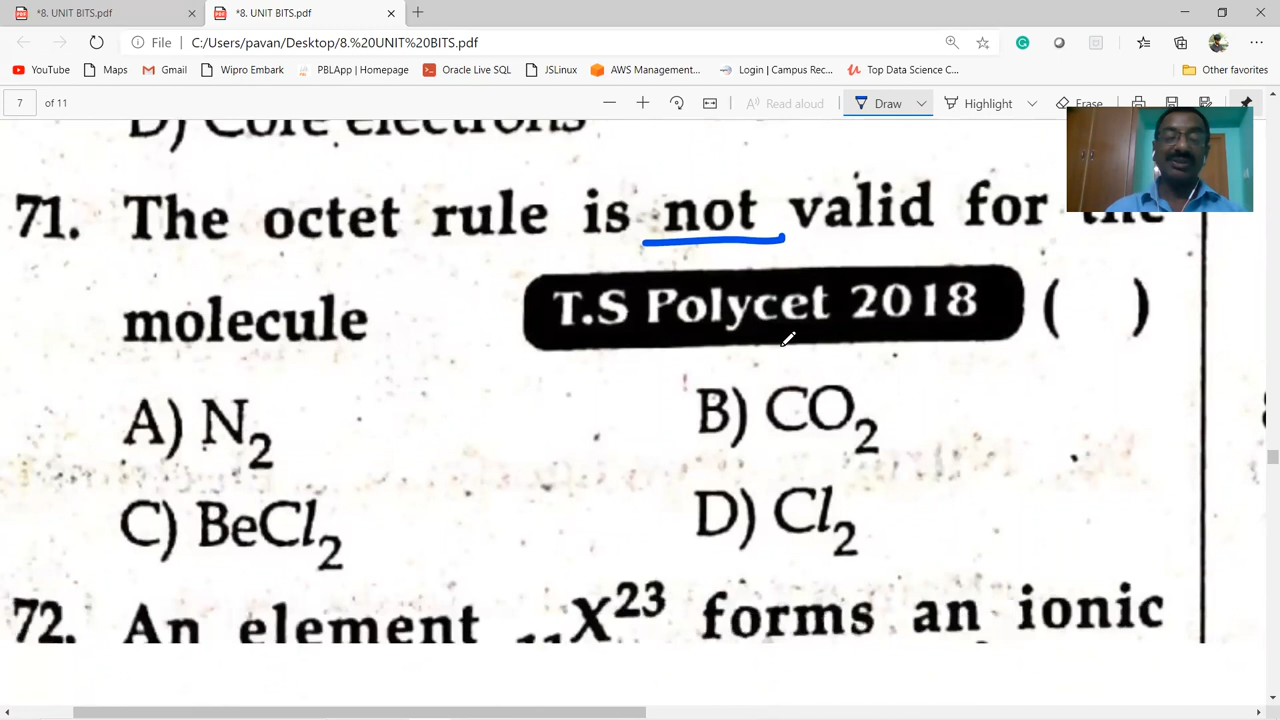 *8. UNIT BITS.pdf
*8. UNIT BITS.pdf
File C:/Users/pavan/Desktop/8.%20UNIT%20BITS.pdf
YouTube Maps Gmail Wipro Embark PBLApp | Homepage Oracle Live SQL JSLinux AWS Management... Login | Campus Rec... Top Data Science C... Other favorites
7 of 11 Read aloud Draw Highlight Erase
D) Core electrons
71. The octet rule is not valid for the
molecule T.S Polycet 2018 ( )
A) N₂ B) CO₂
C) BeCl₂ D) Cl₂
72. An element ₁₁X²³ forms an ionic